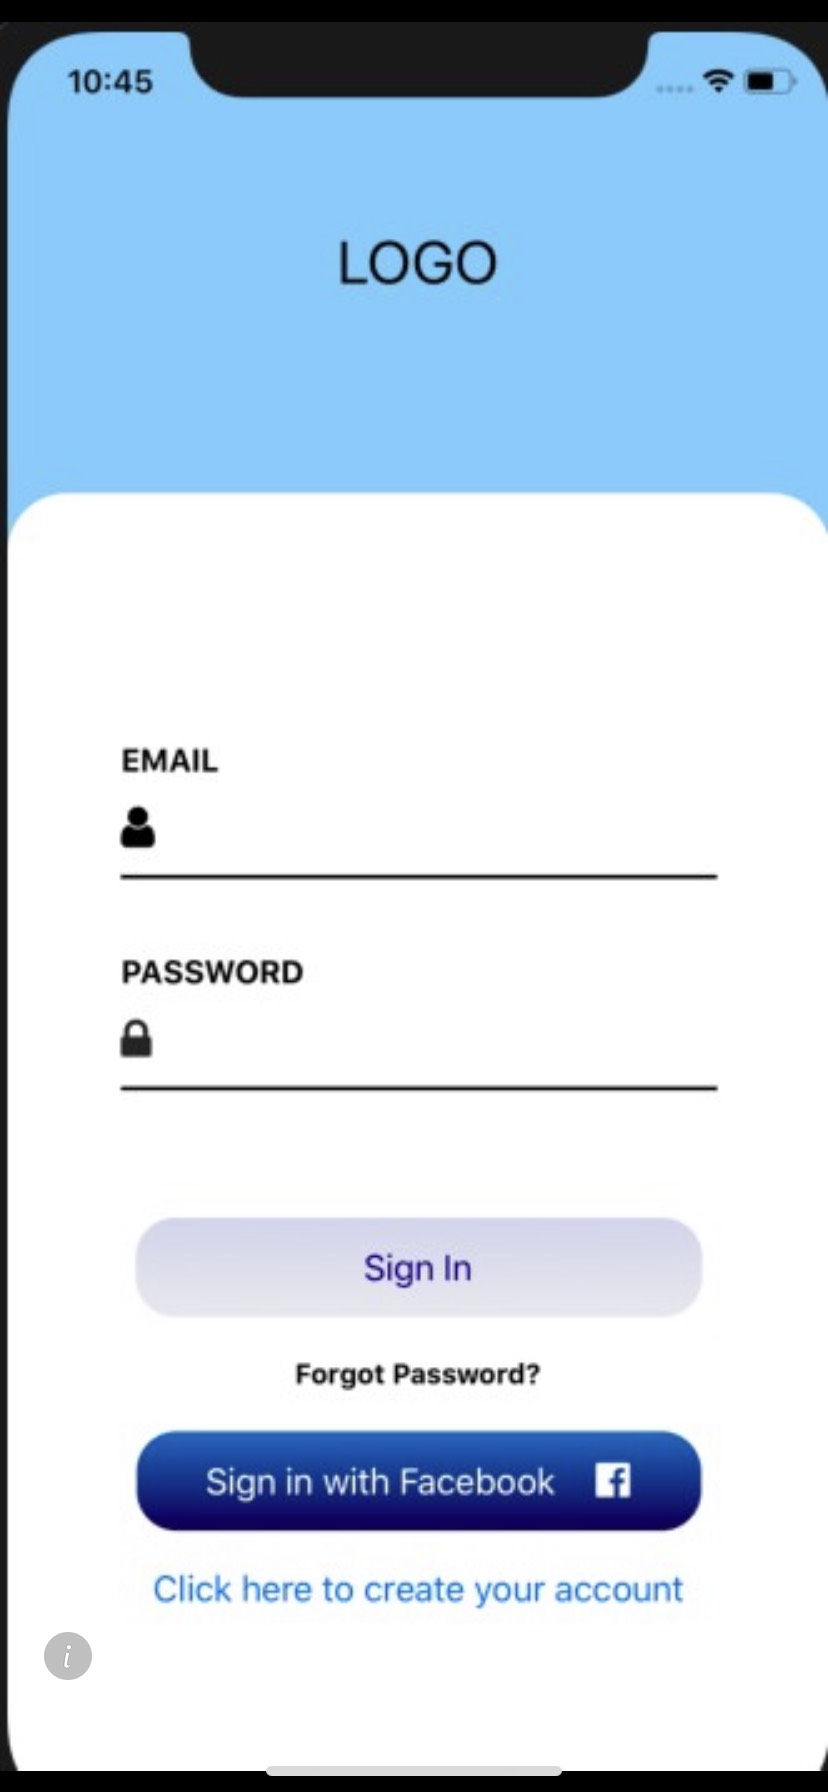 10:45
LOGO
EMAIL
PASSWORD
Sign In
Forgot Password?
Sign in with Facebook f
Click here to create your account
i